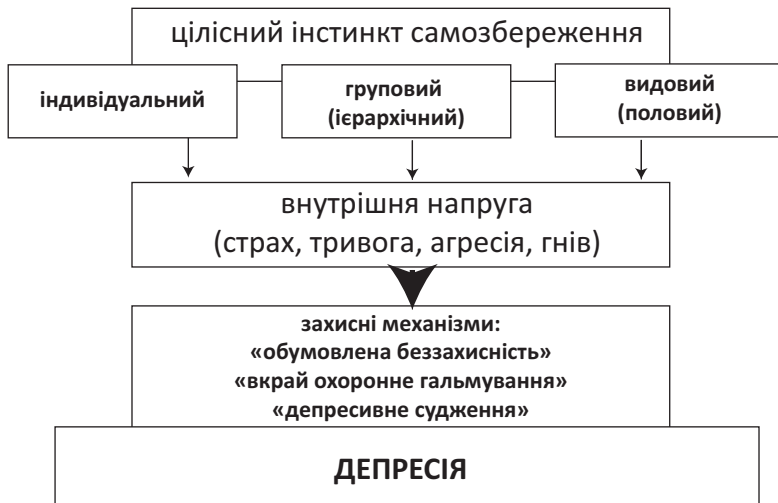 цілісний інстинкт самозбереження
індивідуальний
груповий
(ієрархічний)
видовий
(половий)
внутрішня напруга
(страх, тривога, агресія, гнів)
захисні механізми:
«обумовлена беззахисність»
«вкрай охоронне гальмування»
«депресивне судження»
ДЕПРЕСІЯ